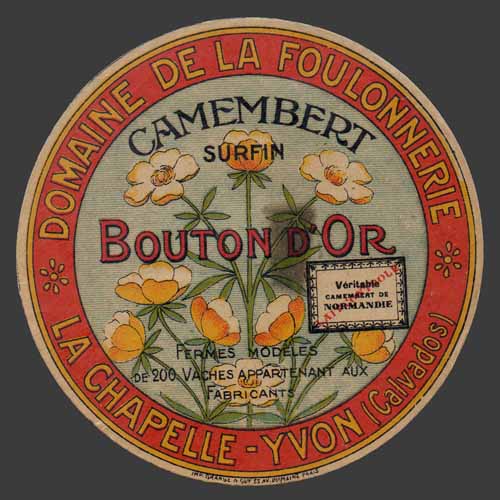 DOMAINE DE LA FOULONNERIE
CAMEMBERT
SURFIN
BOUTON D'OR
Véritable
CAMEMBERT DE
NORMANDIE
FERMES MODÈLES
DE 200 VACHES APPARTENANT AUX
FABRICANTS
LA CHAPELLE-YVON (Calvados)